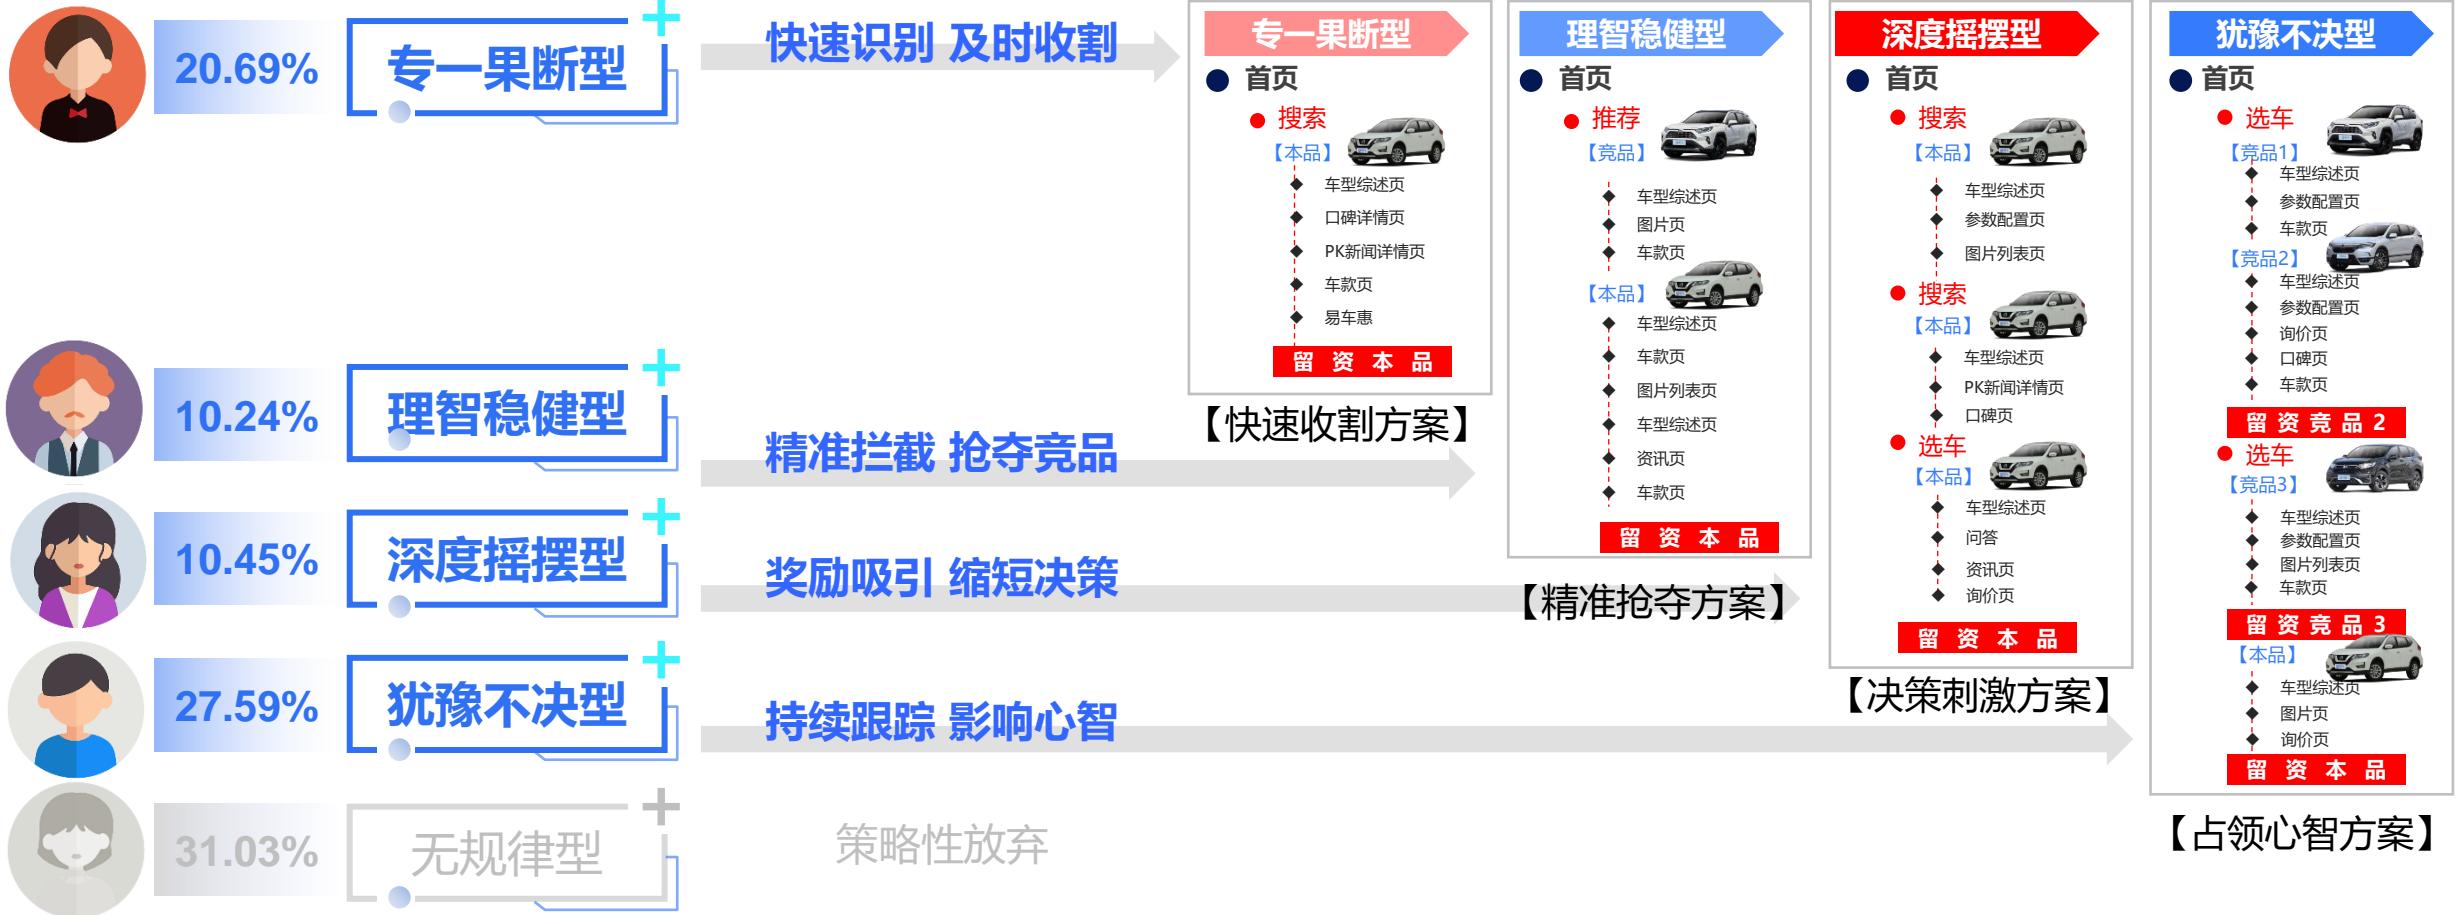 20.69%
专一果断型
快速识别 及时收割
10.24%
理智稳健型
精准拦截 抢夺竞品
10.45%
深度摇摆型
奖励吸引 缩短决策
27.59%
犹豫不决型
持续跟踪 影响心智
31.03%
无规律型
策略性放弃
专一果断型
首页
搜索
【本品】
车型综述页
口碑详情页
PK新闻详情页
车款页
易车惠
留资本品
【快速收割方案】
理智稳健型
首页
推荐
【竞品】
车型综述页
图片页
车款页
【本品】
车型综述页
车款页
图片列表页
车型综述页
资讯页
车款页
留资本品
【精准抢夺方案】
深度摇摆型
首页
搜索
【本品】
车型综述页
参数配置页
图片列表页
搜索
【本品】
车型综述页
PK新闻详情页
口碑页
选车
【本品】
车型综述页
问答
资讯页
询价页
留资本品
【决策刺激方案】
犹豫不决型
首页
选车
【竞品1】
车型综述页
参数配置页
车款页
【竞品2】
车型综述页
参数配置页
询价页
口碑页
车款页
留资竞品2
选车
【竞品3】
车型综述页
参数配置页
图片列表页
车款页
留资竞品3
【本品】
车型综述页
图片页
询价页
留资本品
【占领心智方案】